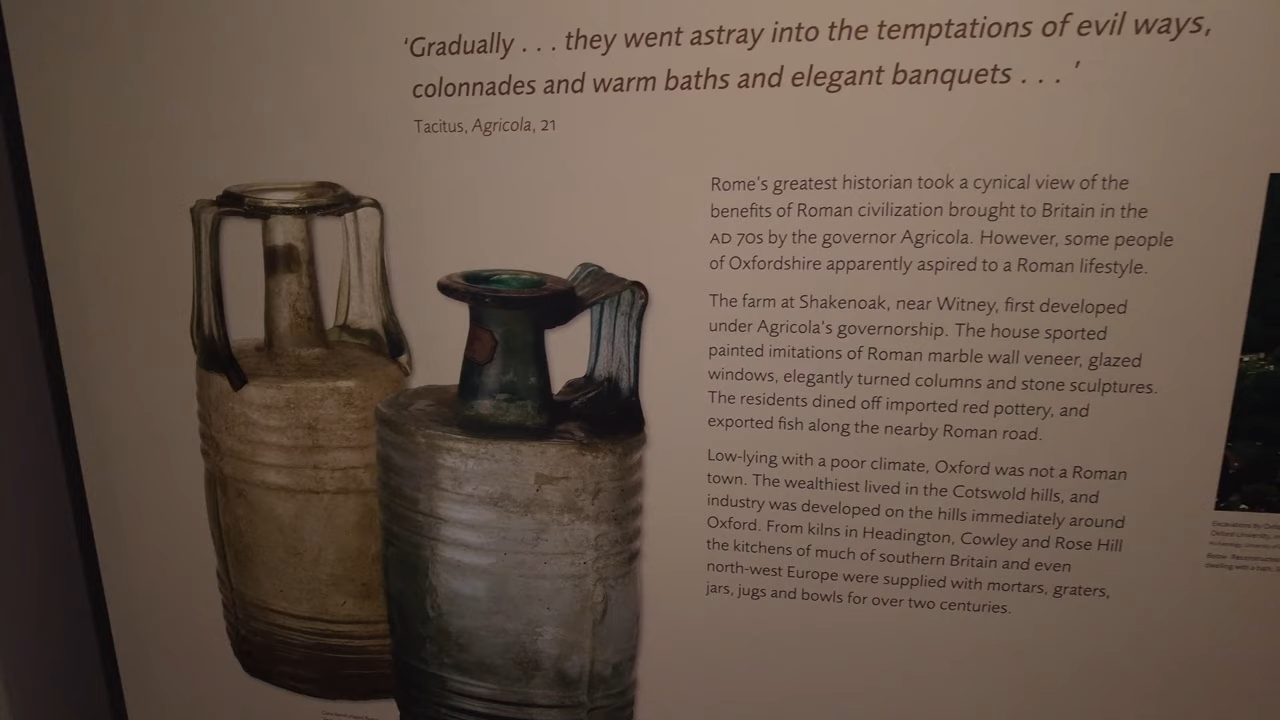 ‘Gradually . . . they went astray into the temptations of evil ways,
colonnades and warm baths and elegant banquets . . . ’
Tacitus, Agricola, 21
Rome's greatest historian took a cynical view of the
benefits of Roman civilization brought to Britain in the
AD 70s by the governor Agricola. However, some people
of Oxfordshire apparently aspired to a Roman lifestyle.
The farm at Shakenoak, near Witney, first developed
under Agricola's governorship. The house sported
painted imitations of Roman marble wall veneer, glazed
windows, elegantly turned columns and stone sculptures.
The residents dined off imported red pottery, and
exported fish along the nearby Roman road.
Low-lying with a poor climate, Oxford was not a Roman
town. The wealthiest lived in the Cotswold hills, and
industry was developed on the hills immediately around
Oxford. From kilns in Headington, Cowley and Rose Hill
the kitchens of much of southern Britain and even
north-west Europe were supplied with mortars, graters,
jars, jugs and bowls for over two centuries.
Excavations by
Oxford University,
dwelling with a bath,